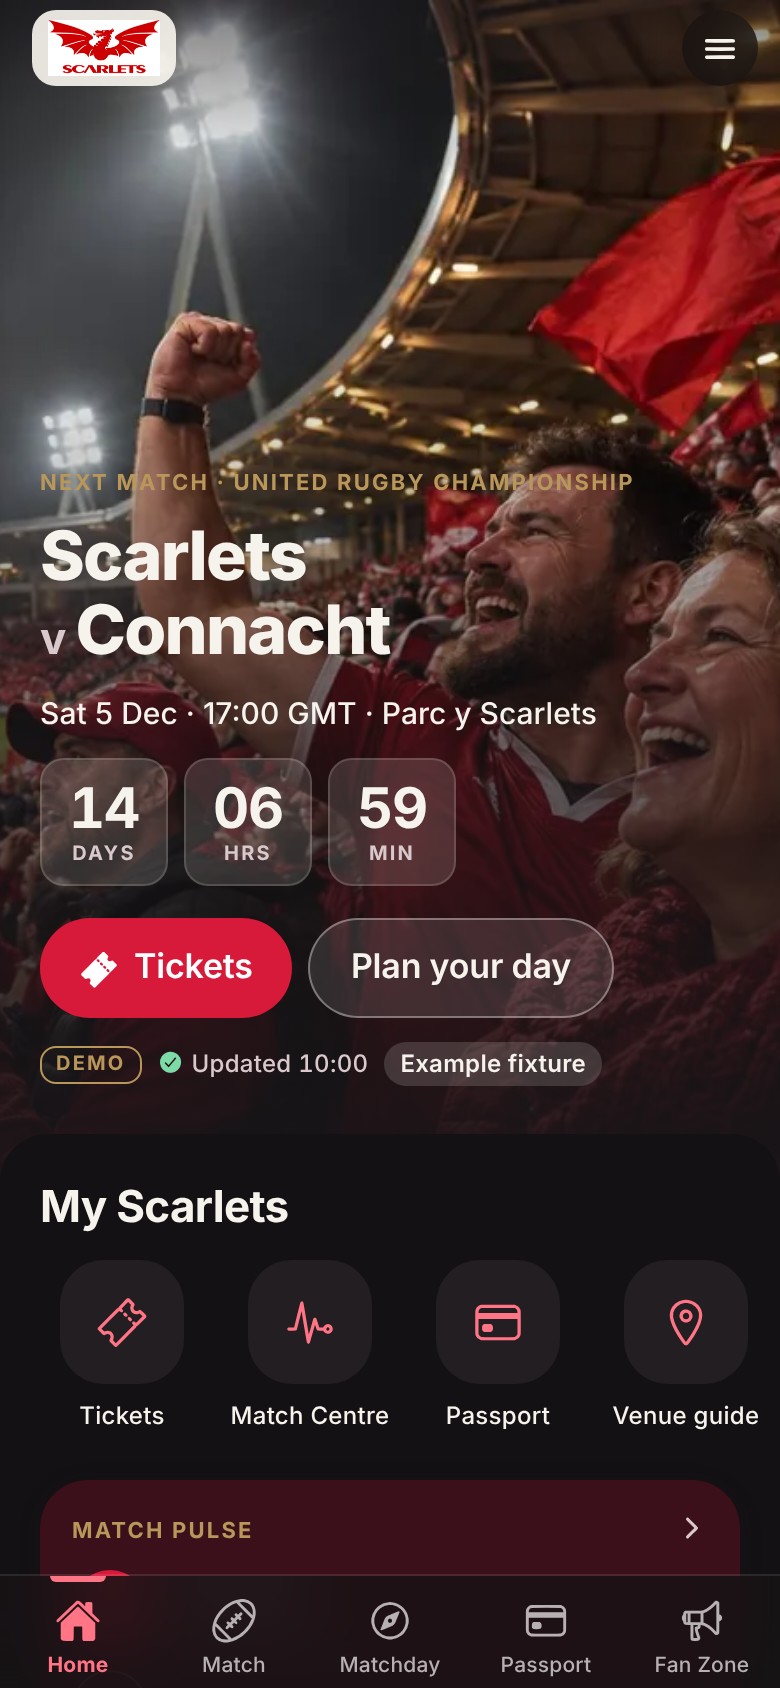 SCARLETS
NEXT MATCH · UNITED RUGBY CHAMPIONSHIP
Scarlets
v Connacht
Sat 5 Dec · 17:00 GMT · Parc y Scarlets
14 06 59
DAYS HRS MIN
Tickets Plan your day
DEMO Updated 10:00 Example fixture
My Scarlets
Tickets Match Centre Passport Venue guide
MATCH PULSE
Home Match Matchday Passport Fan Zone